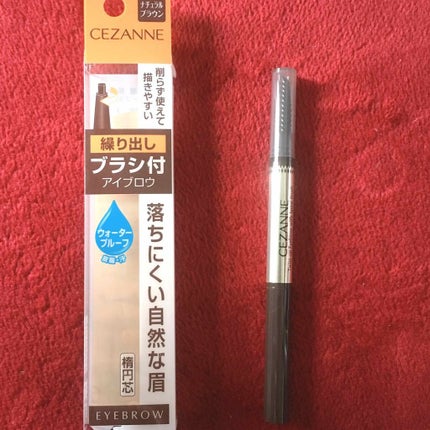 ナチュラル
ブラウン
CEZANNE
削らず使えて
描きやすい
繰り出し
ブラシ付
アイブロウ
ウォーター
プルーフ
落ちにくい自然な眉
楕円芯
EYEBROW
CEZANNE